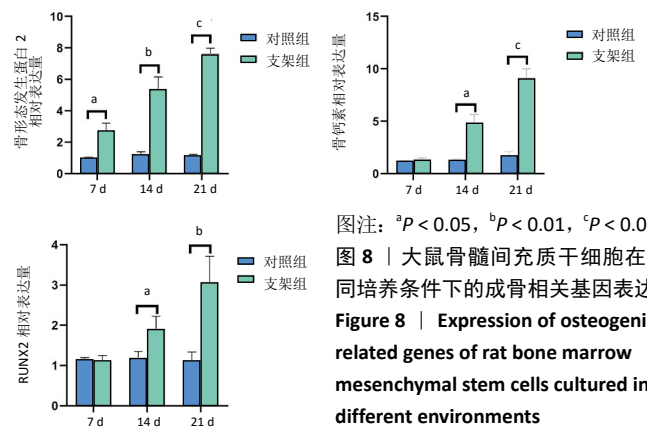 骨形态发生蛋白 2
相对表达量
10
8
6
4
2
0
a
b
c
7 d
14 d
21 d
对照组
支架组
骨钙素相对表达量
15
10
5
0
a
c
7 d
14 d
21 d
对照组
支架组
RUNX2 相对表达量
4
3
2
1
0
a
b
7 d
14 d
21 d
对照组
支架组
图注：ᵃP < 0.05，ᵇP < 0.01，ᶜP < 0.0
图 8 ｜大鼠骨髓间充质干细胞在
同培养条件下的成骨相关基因表达
Figure 8 ｜ Expression of osteogeni
related genes of rat bone marrow
mesenchymal stem cells cultured in
different environments